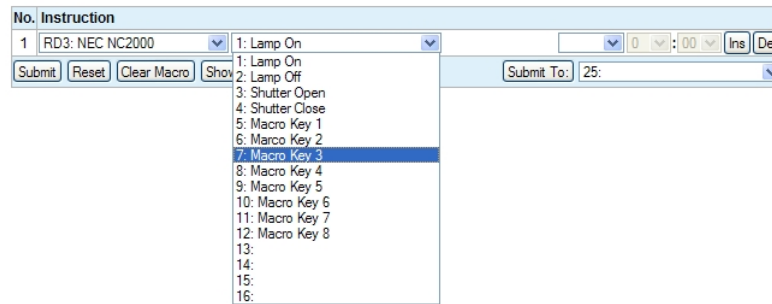 No. Instruction
1 RD3: NEC NC2000 1: Lamp On 0 : 00 Ins
Submit Reset Clear Macro Submit To: 25:
1: Lamp On
2: Lamp Off
3: Shutter Open
4: Shutter Close
5: Macro Key 1
6: Marco Key 2
7: Macro Key 3
8: Macro Key 4
9: Macro Key 5
10: Macro Key 6
11: Macro Key 7
12: Macro Key 8
13:
14:
15:
16: